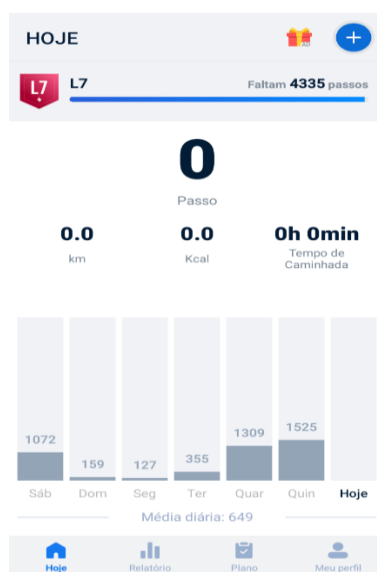 HOJE
L7
L7
Faltam 4335 passos
0
Passo
0.0
0.0
0h 0min
km
Kcal
Tempo de
Caminhada
1072
159
127
355
1309
1525
Sáb
Dom
Seg
Ter
Quar
Quin
Hoje
Média diária: 649
Hoje
Relatório
Plano
Meu perfil